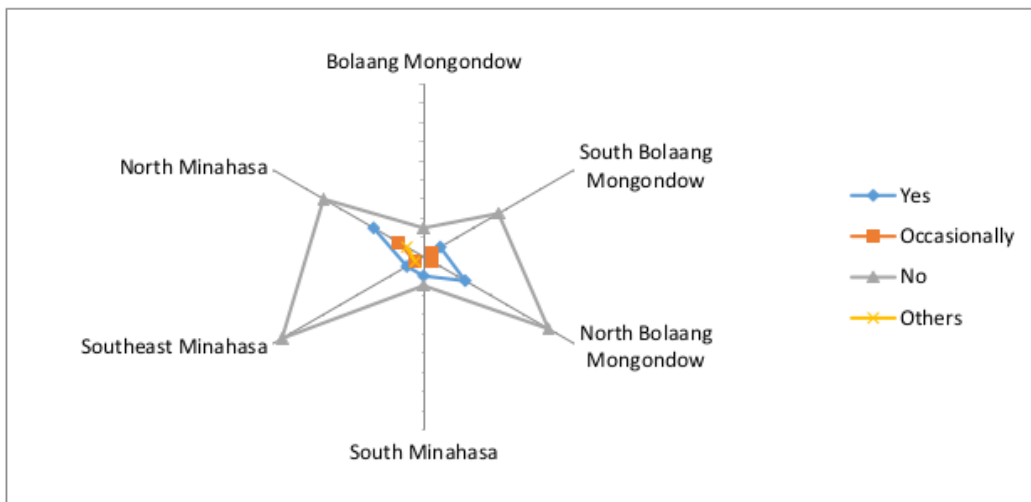 Bolaang Mongondow
South Bolaang
Mongondow
North Minahasa
Yes
Occasionally
No
Others
Southeast Minahasa
North Bolaang
Mongondow
South Minahasa